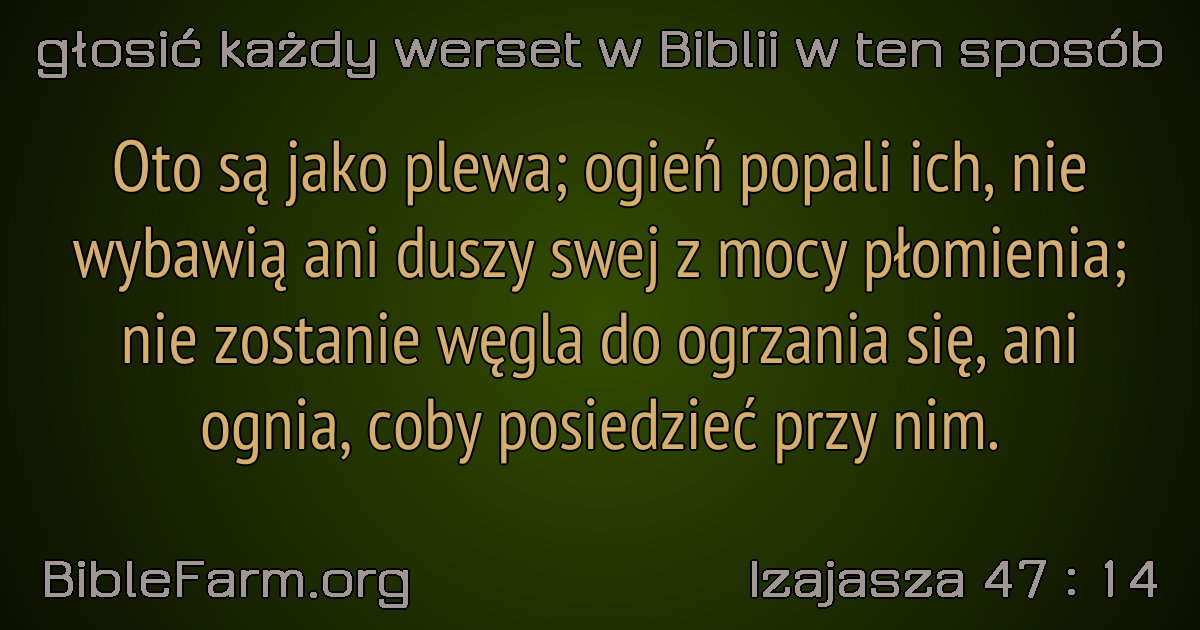 głosić każdy werset w Biblii w ten sposób
Oto są jako plewa; ogień popali ich, nie
wybawią ani duszy swej z mocy płomienia;
nie zostanie węgla do ogrzania się, ani
ognia, coby posiedzieć przy nim.
BibleFarm.org
Izajasza 47 : 14